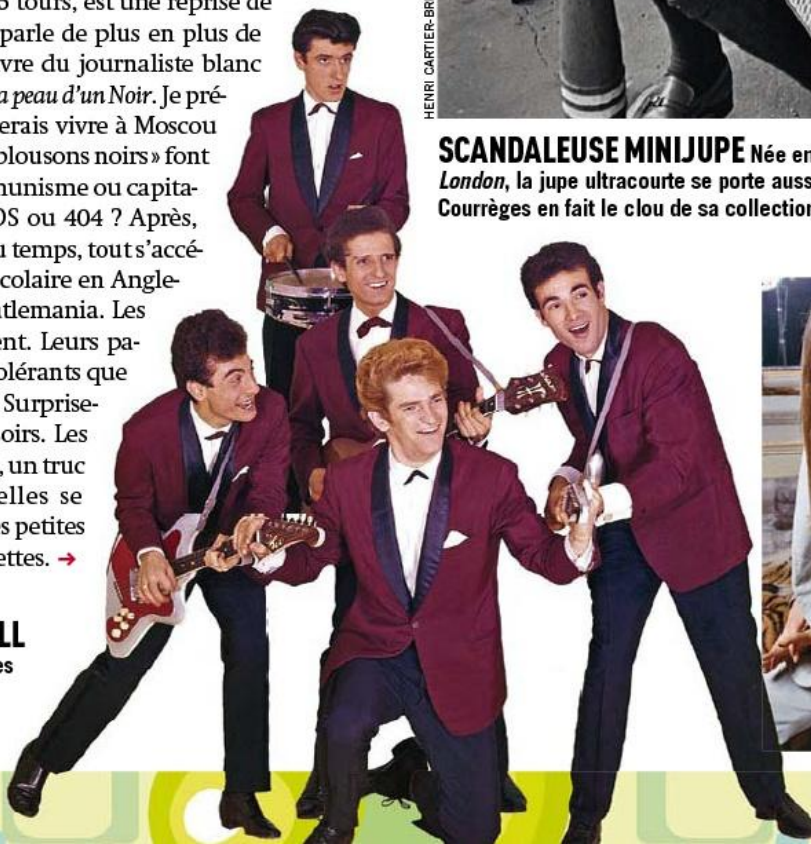 5 tours, est une reprise de
parle de plus en plus de
vre du journaliste blanc
a peau d'un Noir. Je pré-
erais vivre à Moscou
blousons noirs» font
munisme ou capita-
OS ou 404 ? Après,
u temps, tout s'accé-
colaire en Angle-
tlemania. Les
ent. Leurs pa-
olérants que
Surprise-
oirs. Les
, un truc
elles se
s petites
ettes. →
LL
es
HENRI CARTIER-BR
SCANDALEUSE MINIJUPE Née en
London, la jupe ultracourte se porte auss
Courrèges en fait le clou de sa collection